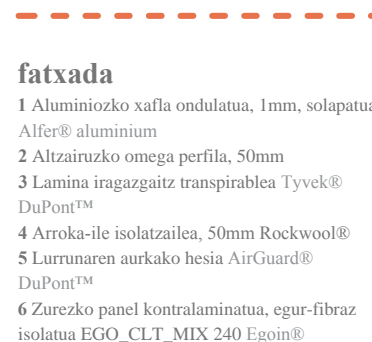 fatxada
1 Aluminiozko xafla ondulatua, 1mm, solapatua
Alfer® aluminium
2 Altzairuzko omega perfila, 50mm
3 Lamina iragazgaitz transpirablea Tyvek®
DuPont™
4 Arroka-ile isolatzailea, 50mm Rockwool®
5 Lurrunaren aurkako hesia AirGuard®
DuPont™
6 Zurezko panel kontralaminatua, egur-fibraz
isolatua EGO_CLT_MIX 240 Egoin®